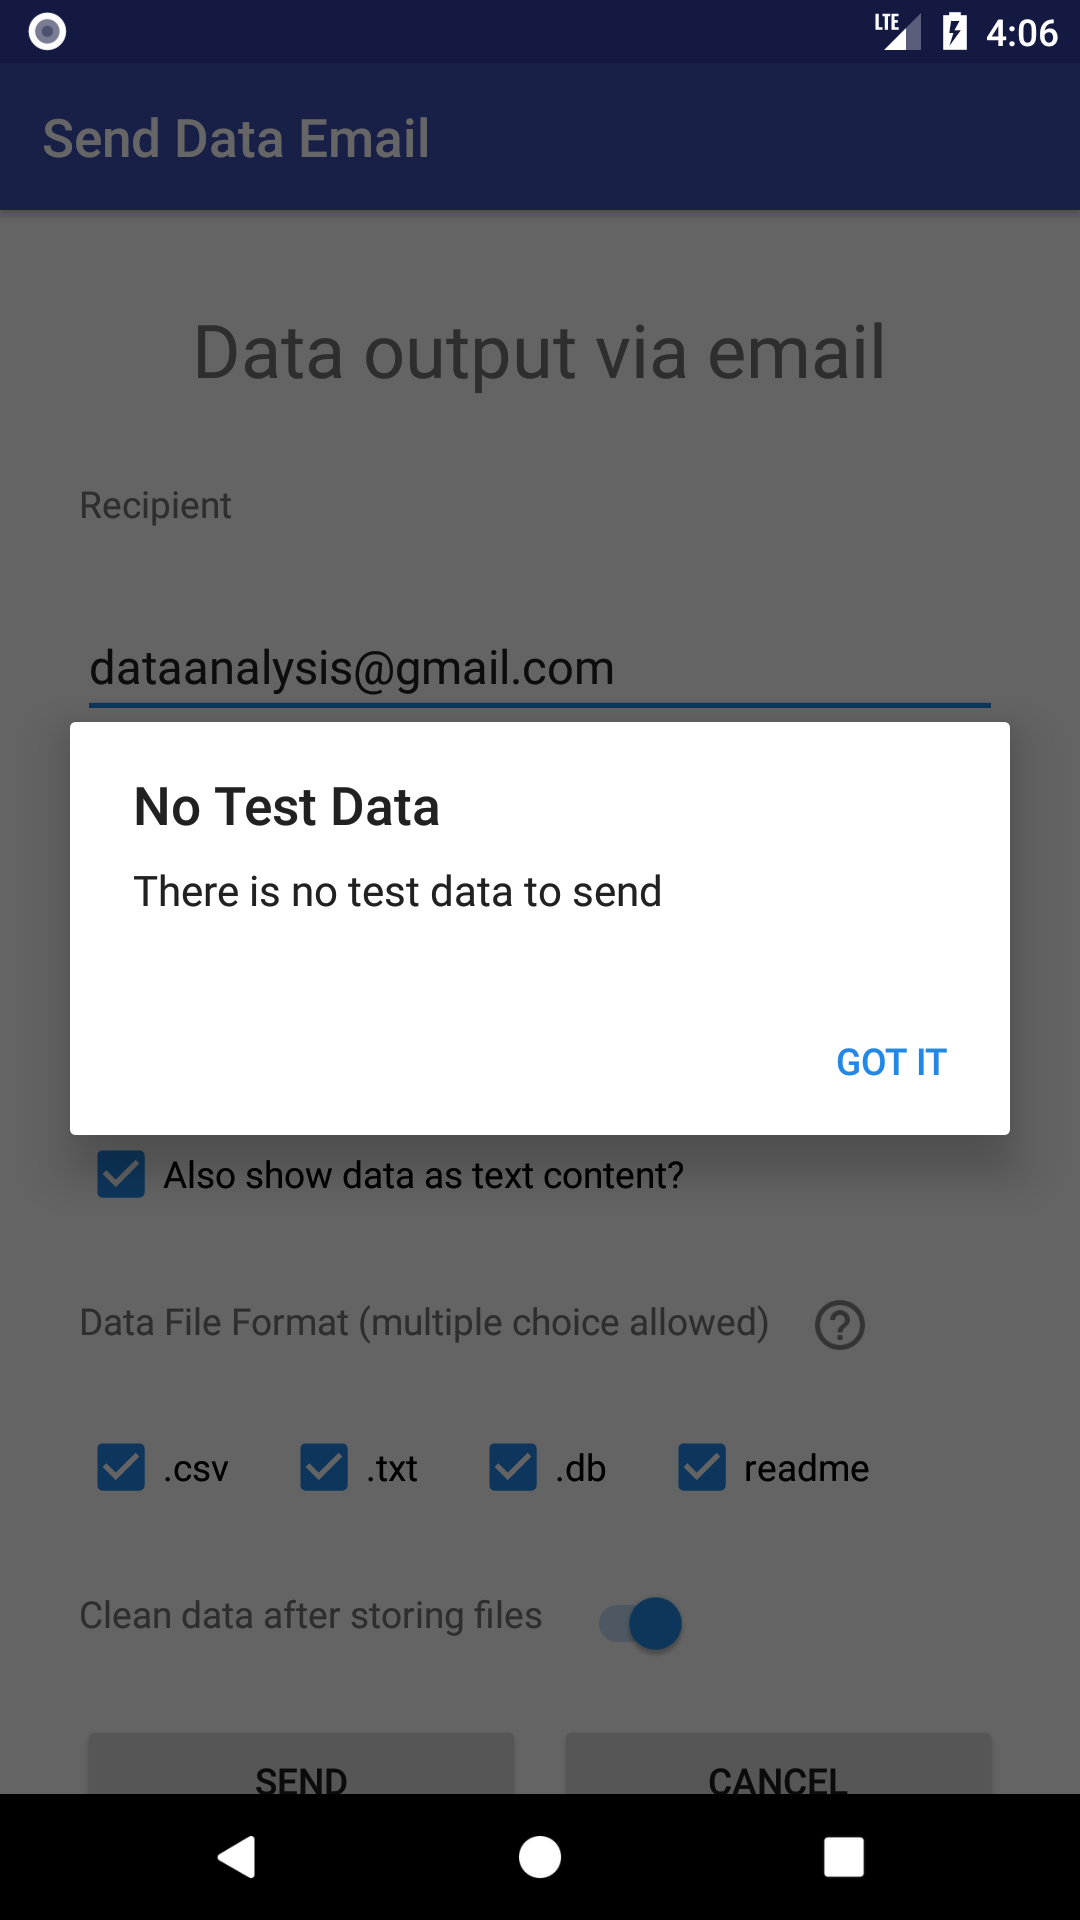 LTE 4:06
Send Data Email
Data output via email
Recipient
dataanalysis@gmail.com
No Test Data
There is no test data to send
GOT IT
Also show data as text content?
Data File Format (multiple choice allowed) ?
.csv .txt .db readme
Clean data after storing files
SEND CANCEL